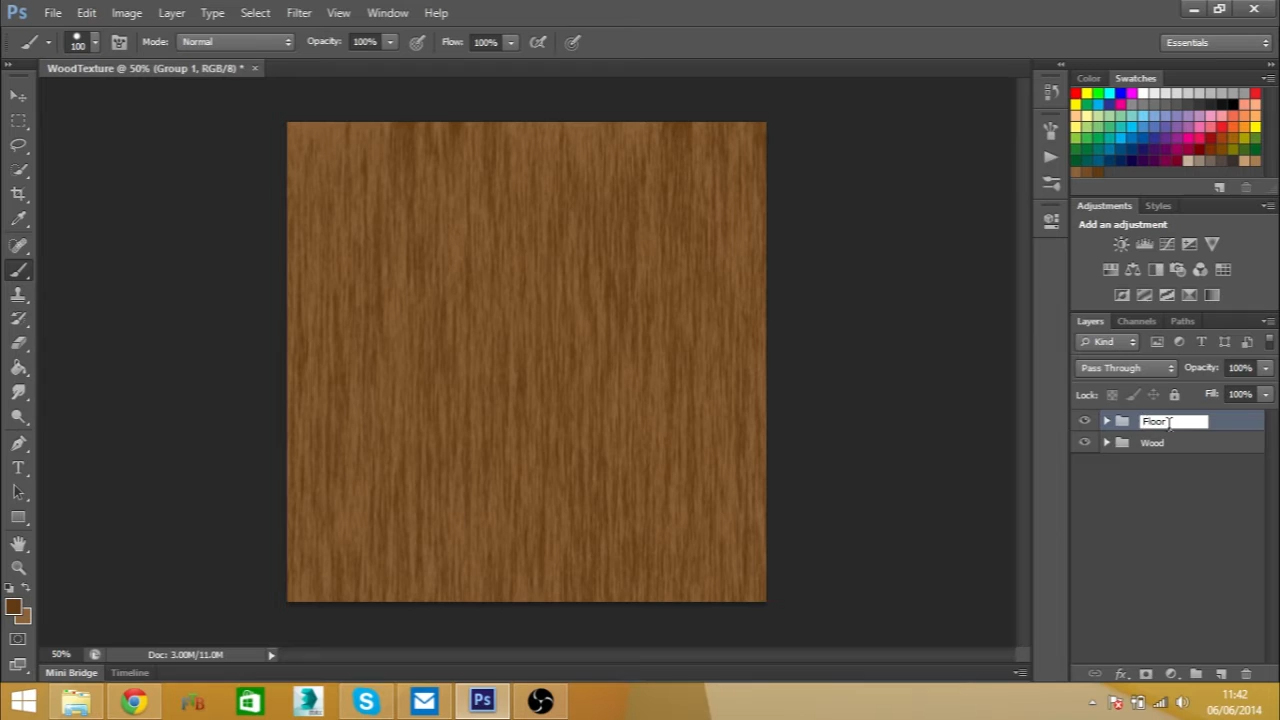 Ps File Edit Image Layer Type Select Filter View Window Help
100 Mode: Normal Opacity: 100% Flow: 100% Essentials
WoodTexture @ 50% (Group 1, RGB/8) * ×
Color Swatches
Adjustments Styles
Add an adjustment
Layers Channels Paths
Kind
Pass Through Opacity: 100%
Lock: Fill: 100%
Floor
Wood
50% Doc: 3.00M/11.0M
Mini Bridge Timeline
Ps
11:42
06/06/2014